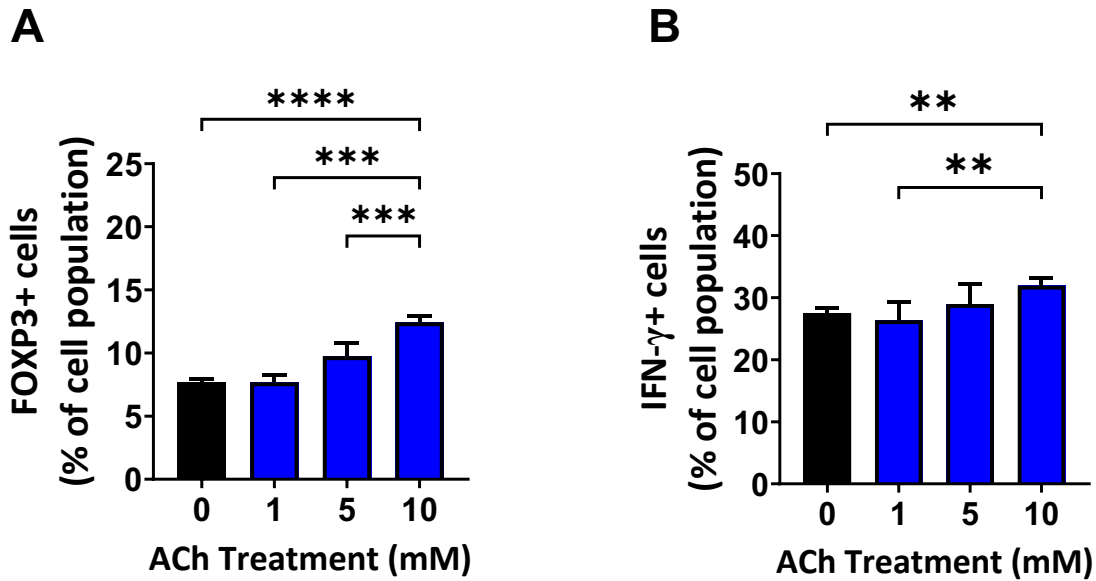 A
****
***
***
FOXP3+ cells
(% of cell population)
25
20
15
10
5
0
0 1 5 10
ACh Treatment (mM)
B
**
**
IFN-γ+ cells
(% of cell population)
50
40
30
20
10
0
0 1 5 10
ACh Treatment (mM)